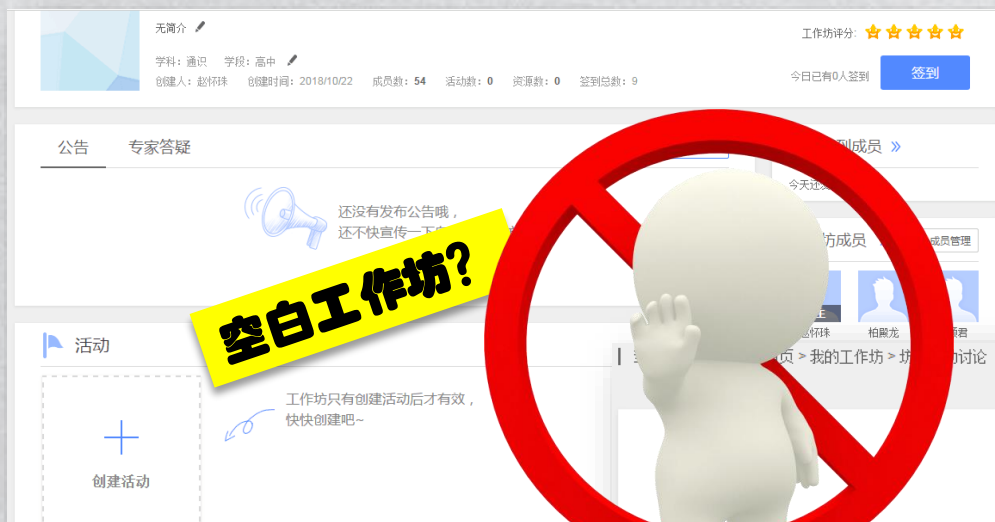 无简介
工作坊评分:
学科: 通识 学段: 高中
创建人: 赵怀珠 创建时间: 2018/10/22 成员数: 54 活动数: 0 资源数: 0 签到总数: 9
今日已有0人签到
签到
公告 专家答疑
到成员 »
今天还
还没有发布公告哦，
还不快宣传一下
坊成员
成员管理
空白工作坊?
怀珠 柏殿龙 君
活动
页 > 我的工作坊 > 坊 动讨论
工作坊只有创建活动后才有效，
快快创建吧~
创建活动